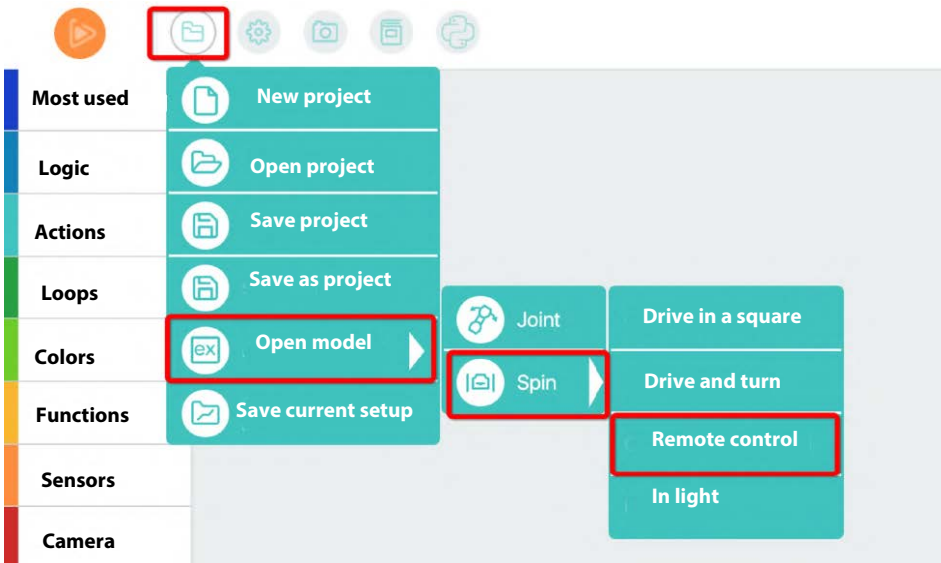 Most used
Logic
Actions
Loops
Colors
Functions
Sensors
Camera
New project
Open project
Save project
Save as project
ex
Open model
Save current setup
Joint
Spin
Drive in a square
Drive and turn
Remote control
In light